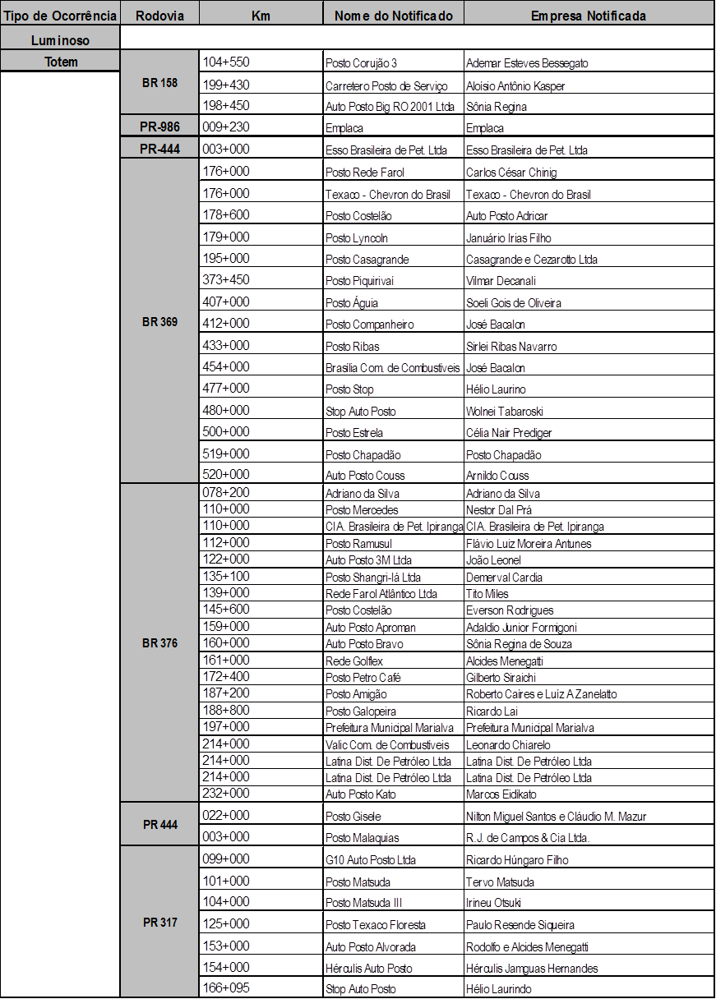 Tipo de Ocorrência Rodovia Km Nome do Notificado Empresa Notificada
Luminoso
Totem
BR 158
104+550 Posto Corujão 3 Ademar Esteves Bessegato
199+430 Carretero Posto de Serviço Aloisio Antônio Kasper
198+450 Auto Posto Big RO 2001 Ltda Sônia Regina
PR-986 009+230 Emplaca Emplaca
PR-444 003+000 Esso Brasileira de Pet. Ltda Esso Brasileira de Pet. Ltda
BR 369
176+000 Posto Rede Farol Carlos César Chinig
176+000 Texaco - Chevron do Brasil Texaco - Chevron do Brasil
178+600 Posto Costelão Auto Posto Adricar
179+000 Posto Lyncoln Januário Irias Filho
195+000 Posto Casagrande Casagrande e Cezarotto Ltda
373+450 Posto Piquirivaí Vilmar Decanali
407+000 Posto Águia Soeli Gois de Oliveira
412+000 Posto Companheiro José Bacalon
433+000 Posto Ribas Sirlei Ribas Navarro
454+000 Brasília Com. de Combustíveis José Bacalon
477+000 Posto Stop Hélio Laurino
480+000 Stop Auto Posto Wolnei Tabaroski
500+000 Posto Estrela Célia Nair Prediger
519+000 Posto Chapadão Posto Chapadão
520+000 Auto Posto Couss Arnildo Couss
BR 376
078+200 Adriano da Silva Adriano da Silva
110+000 Posto Mercedes Nestor Dal Prá
110+000 CIA. Brasileira de Pet. Ipiranga CIA. Brasileira de Pet. Ipiranga
112+000 Posto Ramusul Flávio Luiz Moreira Antunes
122+000 Auto Posto 3M Ltda João Leonel
135+100 Posto Shangri-lá Ltda Demerval Cardia
139+000 Rede Farol Atlântico Ltda Tito Miles
145+600 Posto Costelão Everson Rodrigues
159+000 Auto Posto Aproman Adaldio Junior Formigoni
160+000 Auto Posto Bravo Sônia Regina de Souza
161+000 Rede Golflex Alcides Menegatti
172+400 Posto Petro Café Gilberto Siraichi
187+200 Posto Amigão Roberto Caires e Luíz A Zanelatto
188+800 Posto Galopeira Ricardo Lai
197+000 Prefeitura Municipal Marialva Prefeitura Municipal Marialva
214+000 Valic Com. de Combustíveis Leonardo Chiarelo
214+000 Latina Dist. De Petróleo Ltda Latina Dist. De Petróleo Ltda
214+000 Latina Dist. De Petróleo Ltda Latina Dist. De Petróleo Ltda
232+000 Auto Posto Kato Marcos Eidikato
PR 444
022+000 Posto Gisele Nilton Miguel Santos e Cláudio M. Mazur
003+000 Posto Malaquias R.J. de Campos & Cia Ltda.
PR 317
099+000 G10 Auto Posto Ltda Ricardo Húngaro Filho
101+000 Posto Matsuda Tervo Matsuda
104+000 Posto Matsuda III Irineu Otsuki
125+000 Posto Texaco Floresta Paulo Resende Siqueira
153+000 Auto Posto Alvorada Rodolfo e Alcides Menegatti
154+000 Hérculis Auto Posto Hérculis Jamguas Hernandes
166+095 Stop Auto Posto Hélio Laurindo